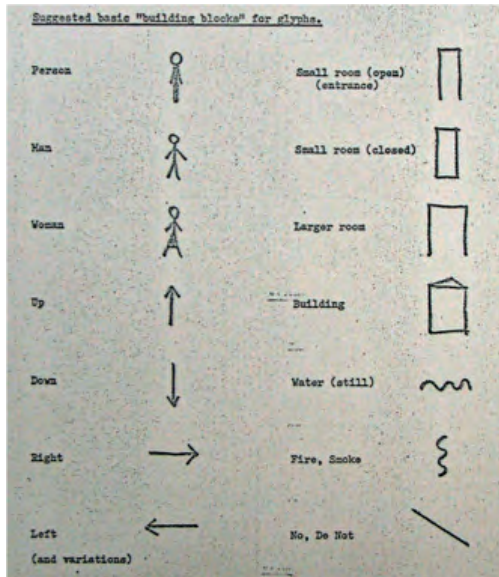 Suggested basic "building blocks" for glyphs.
Person
Man
Woman
Up
Down
Right
Left
(and variations)
Small room (open)
(entrance)
Small room (closed)
Larger room
Building
Water (still)
Fire, Smoke
No, Do Not